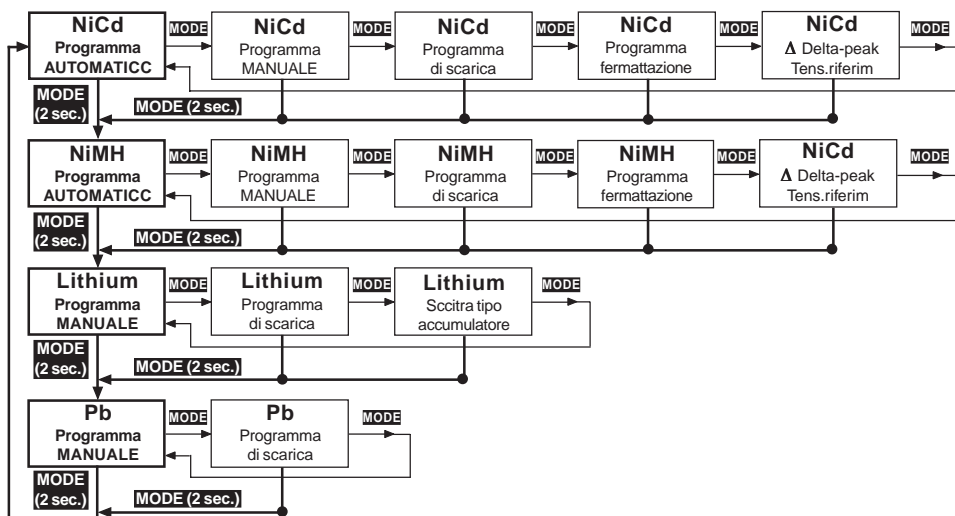 NiCd
Programma
AUTOMATICC
MODE
NiCd
Programma
MANUALE
MODE
NiCd
Programma
di scarica
MODE
NiCd
Programma
fermattazione
MODE
NiCd
Δ Delta-peak
Tens.riferim
MODE
MODE
(2 sec.)
MODE (2 sec.)
NiMH
Programma
AUTOMATICC
MODE
NiMH
Programma
MANUALE
MODE
NiMH
Programma
di scarica
MODE
NiMH
Programma
fermattazione
MODE
NiCd
Δ Delta-peak
Tens.riferim
MODE
MODE
(2 sec.)
MODE (2 sec.)
Lithium
Programma
MANUALE
MODE
Lithium
Programma
di scarica
MODE
Lithium
Sccitra tipo
accumulatore
MODE
MODE
(2 sec.)
MODE (2 sec.)
Pb
Programma
MANUALE
MODE
Pb
Programma
di scarica
MODE
MODE
(2 sec.)
MODE (2 sec.)